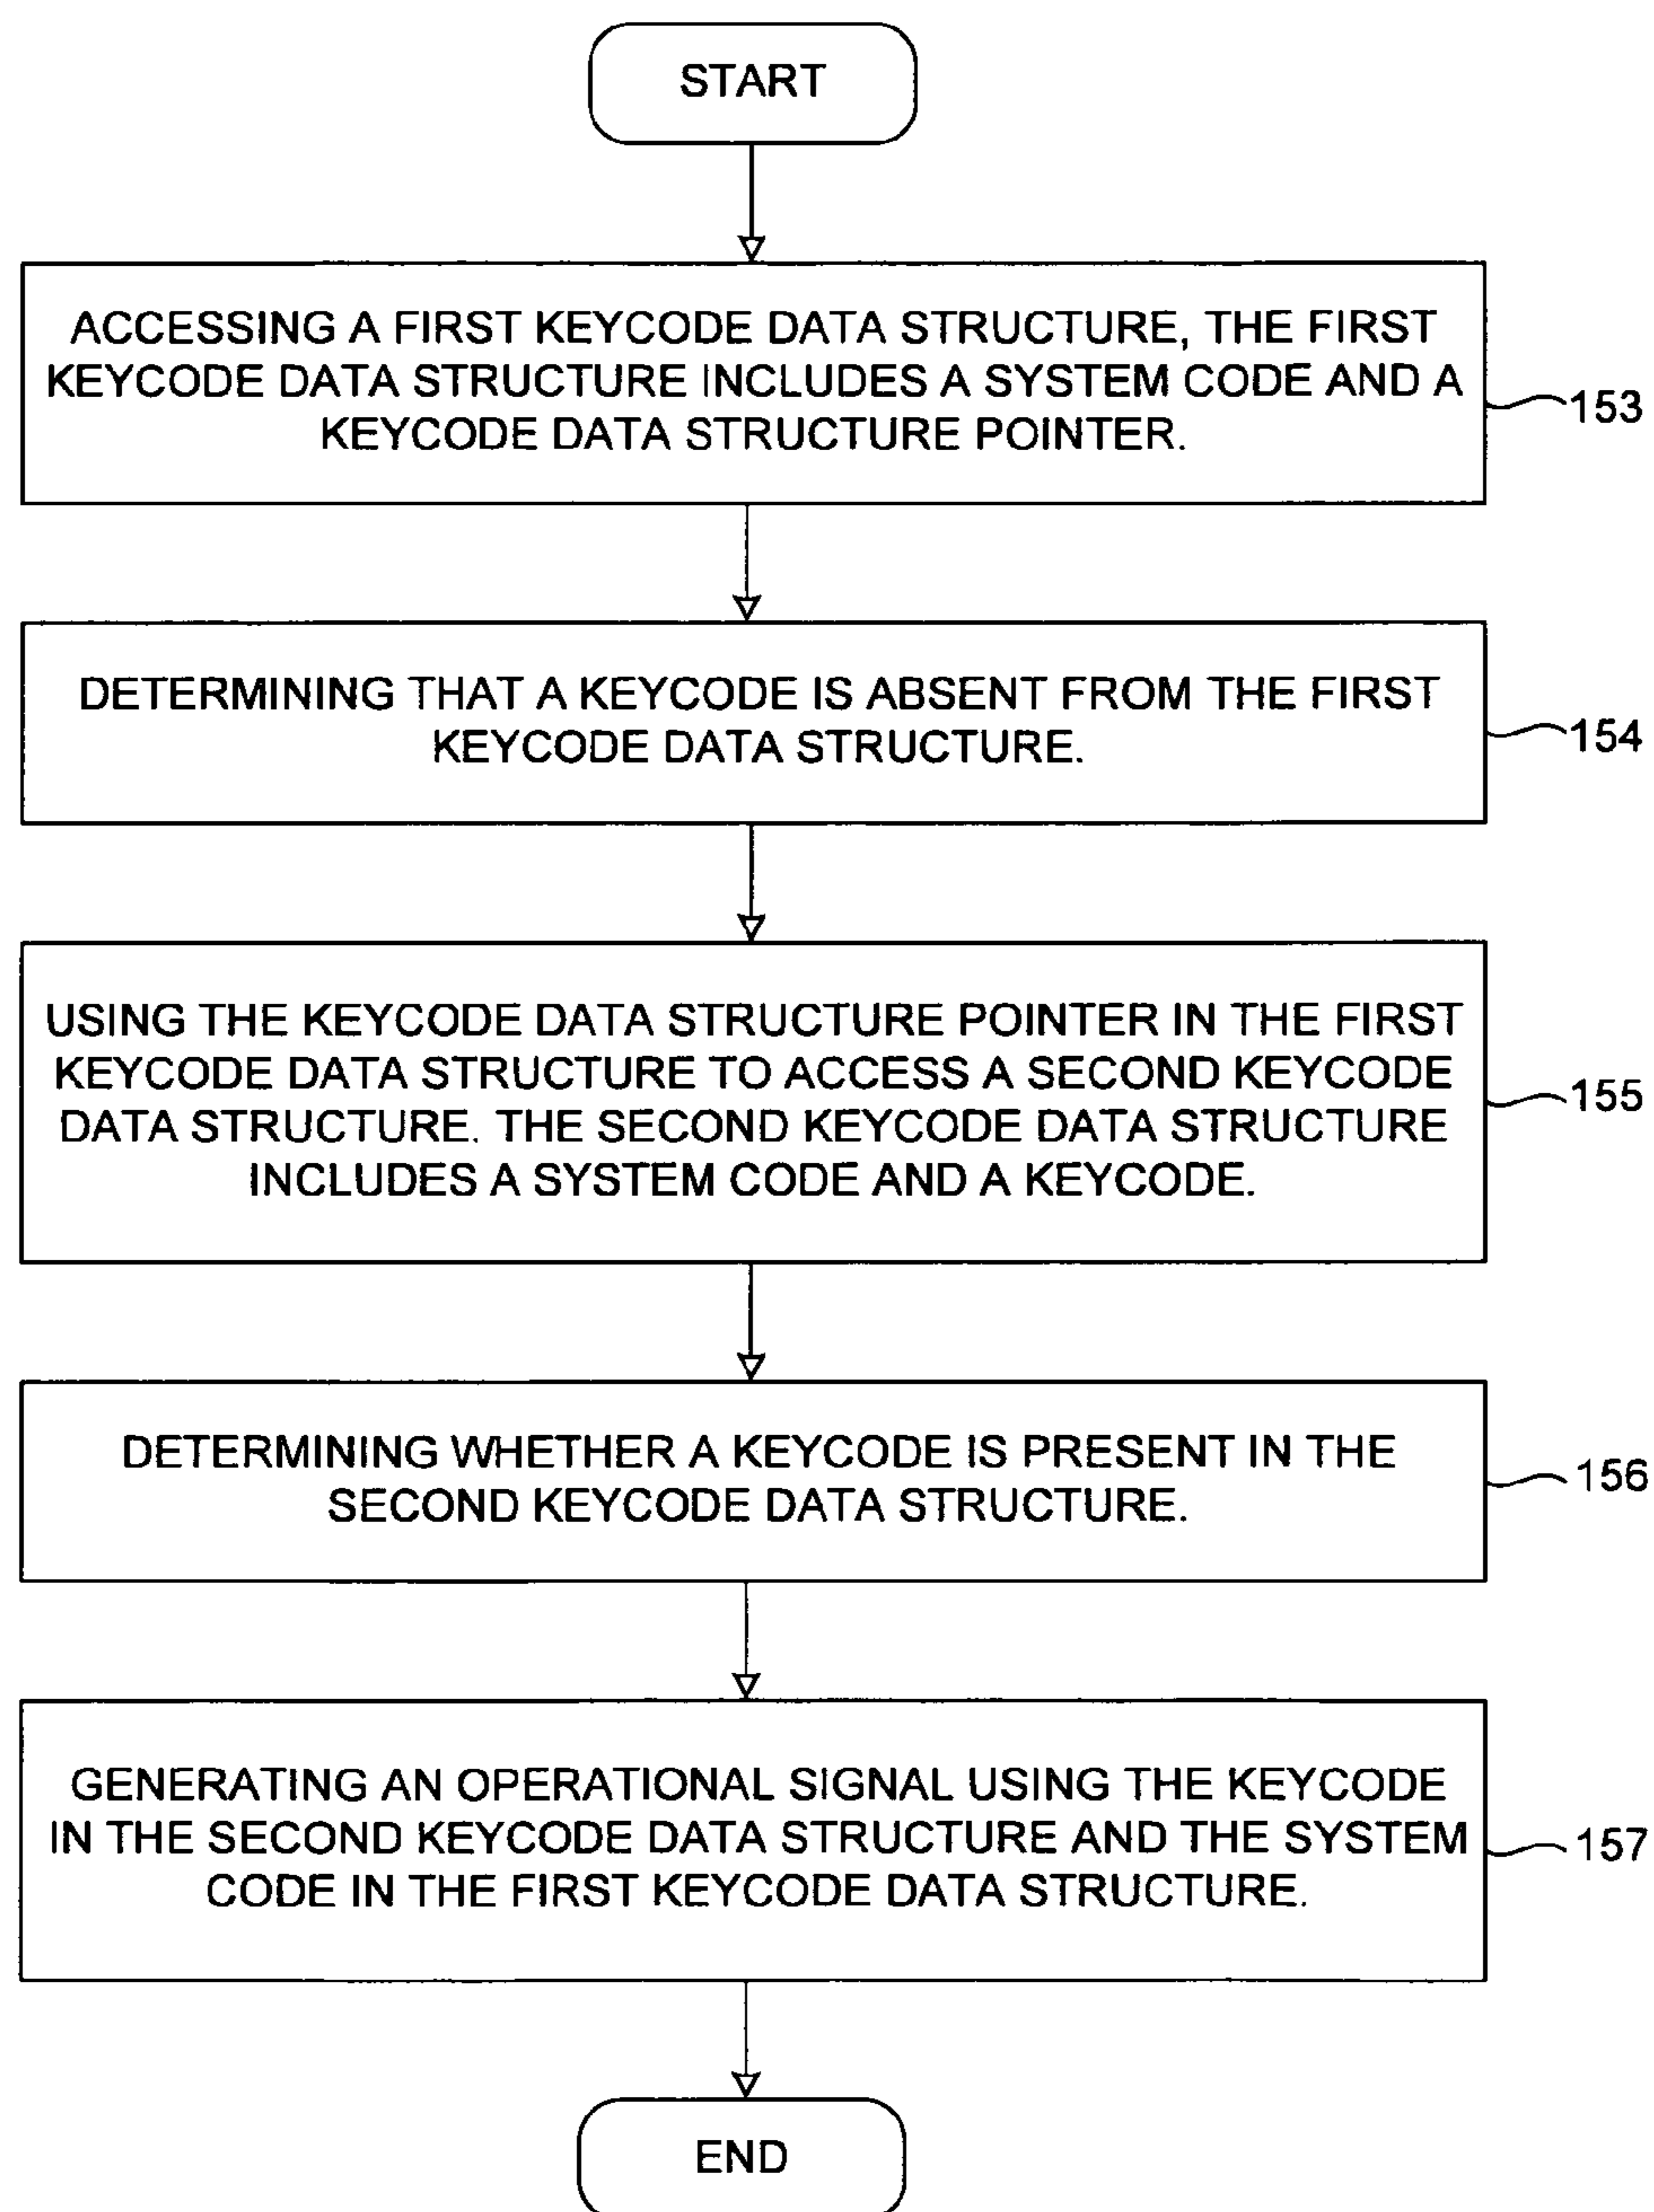 START
ACCESSING A FIRST KEYCODE DATA STRUCTURE, THE FIRST
KEYCODE DATA STRUCTURE INCLUDES A SYSTEM CODE AND A
KEYCODE DATA STRUCTURE POINTER.
153
DETERMINING THAT A KEYCODE IS ABSENT FROM THE FIRST
KEYCODE DATA STRUCTURE.
154
USING THE KEYCODE DATA STRUCTURE POINTER IN THE FIRST
KEYCODE DATA STRUCTURE TO ACCESS A SECOND KEYCODE
DATA STRUCTURE. THE SECOND KEYCODE DATA STRUCTURE
INCLUDES A SYSTEM CODE AND A KEYCODE.
155
DETERMINING WHETHER A KEYCODE IS PRESENT IN THE
SECOND KEYCODE DATA STRUCTURE.
156
GENERATING AN OPERATIONAL SIGNAL USING THE KEYCODE
IN THE SECOND KEYCODE DATA STRUCTURE AND THE SYSTEM
CODE IN THE FIRST KEYCODE DATA STRUCTURE.
157
END